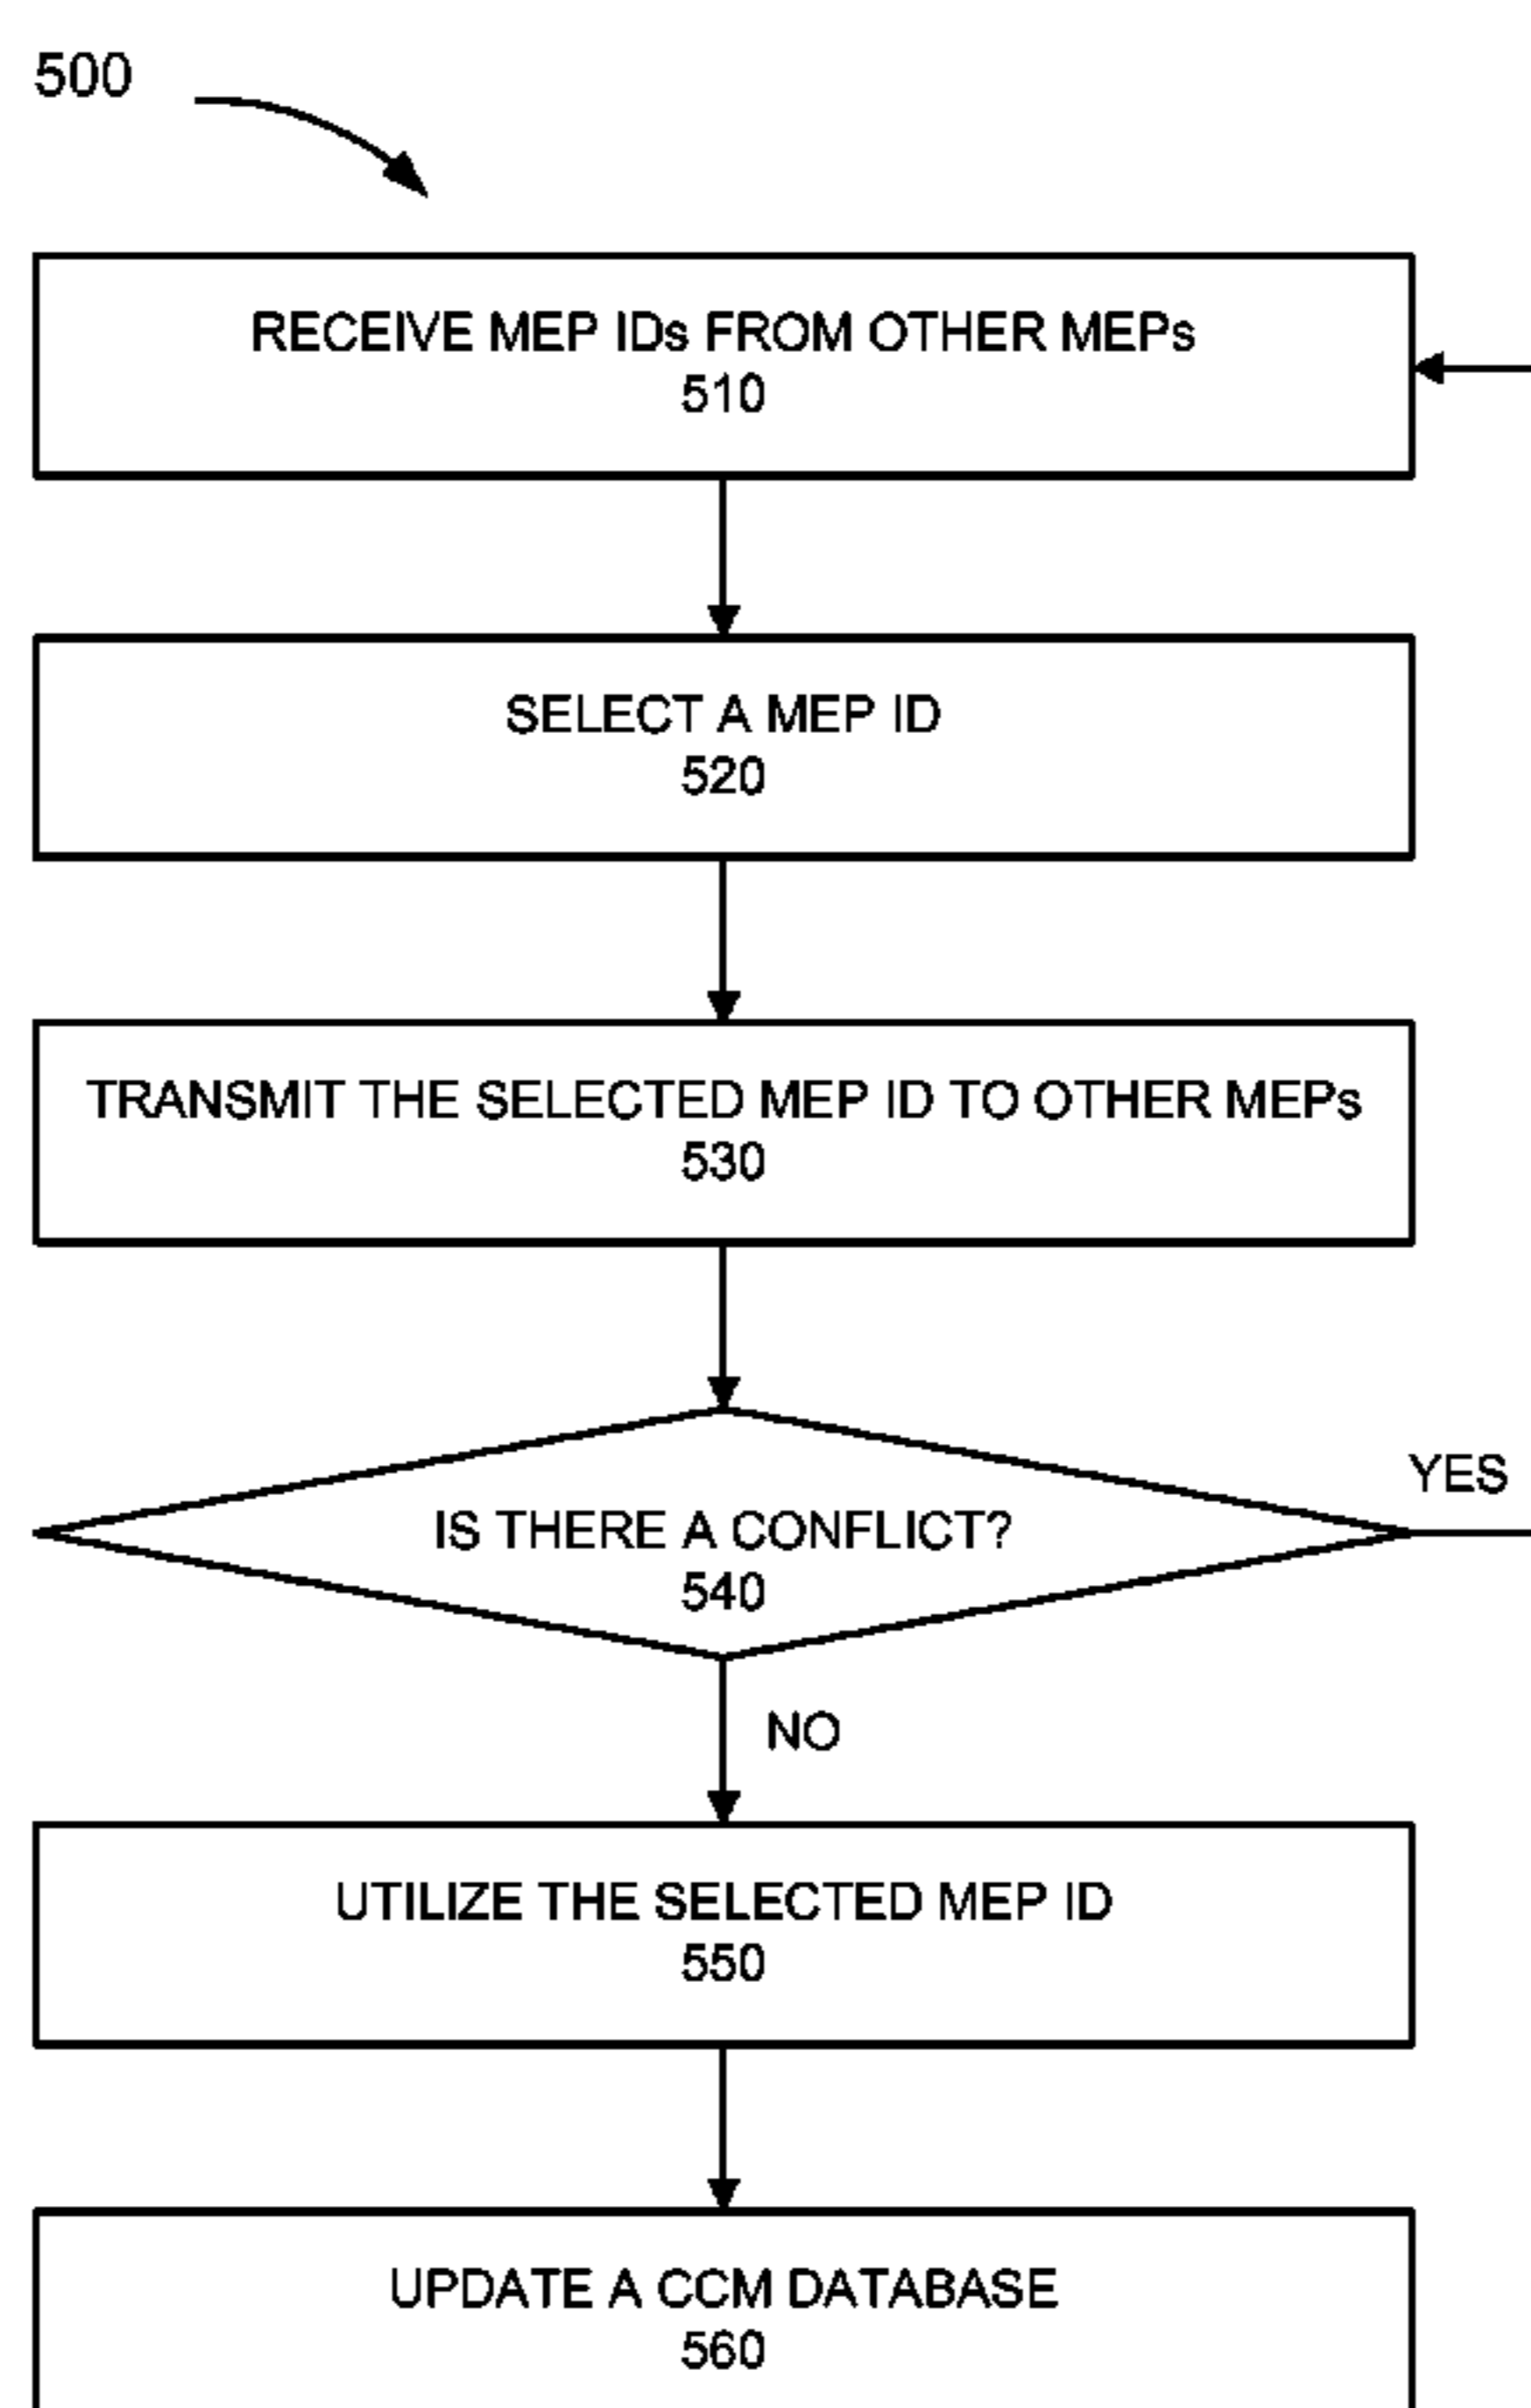 500
RECEIVE MEP IDs FROM OTHER MEPs
510
SELECT A MEP ID
520
TRANSMIT THE SELECTED MEP ID TO OTHER MEPs
530
IS THERE A CONFLICT?
540
YES
NO
UTILIZE THE SELECTED MEP ID
550
UPDATE A CCM DATABASE
560